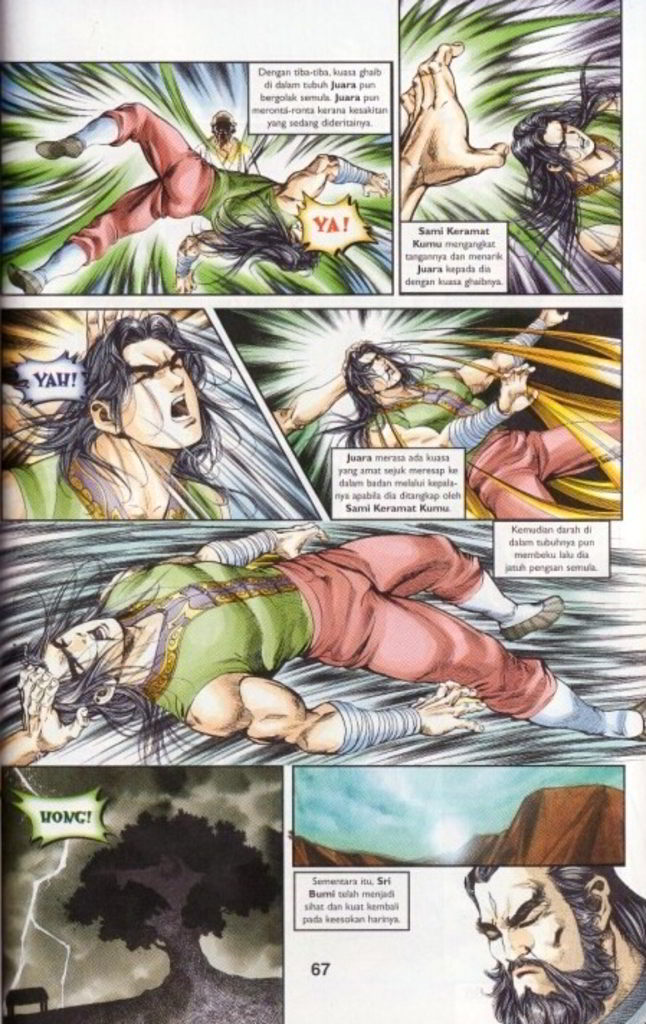 Dengan tiba-tiba, kuasa ghaib
di dalam tubuh Juara pun
bergolak semula. Juara pun
meronta-ronta kerana kesakitan
yang sedang dideritainya.
YA!
Sami Keramat
Kumu mengangkat
tangannya dan menarik
Juara kepada dia
dengan kuasa ghaibnya.
YAH!
Juara merasa ada kuasa
yang amat sejuk meresap ke
dalam badan melalui kepala-
nya apabila dia ditangkap oleh
Sami Keramat Kumu.
Kemudian darah di
dalam tubuhnya pun
membeku lalu dia
jatuh pengsan semula.
HONG!
Sementara itu, Sri
Bumi telah menjadi
sihat dan kuat kembali
pada keesokan harinya.
67